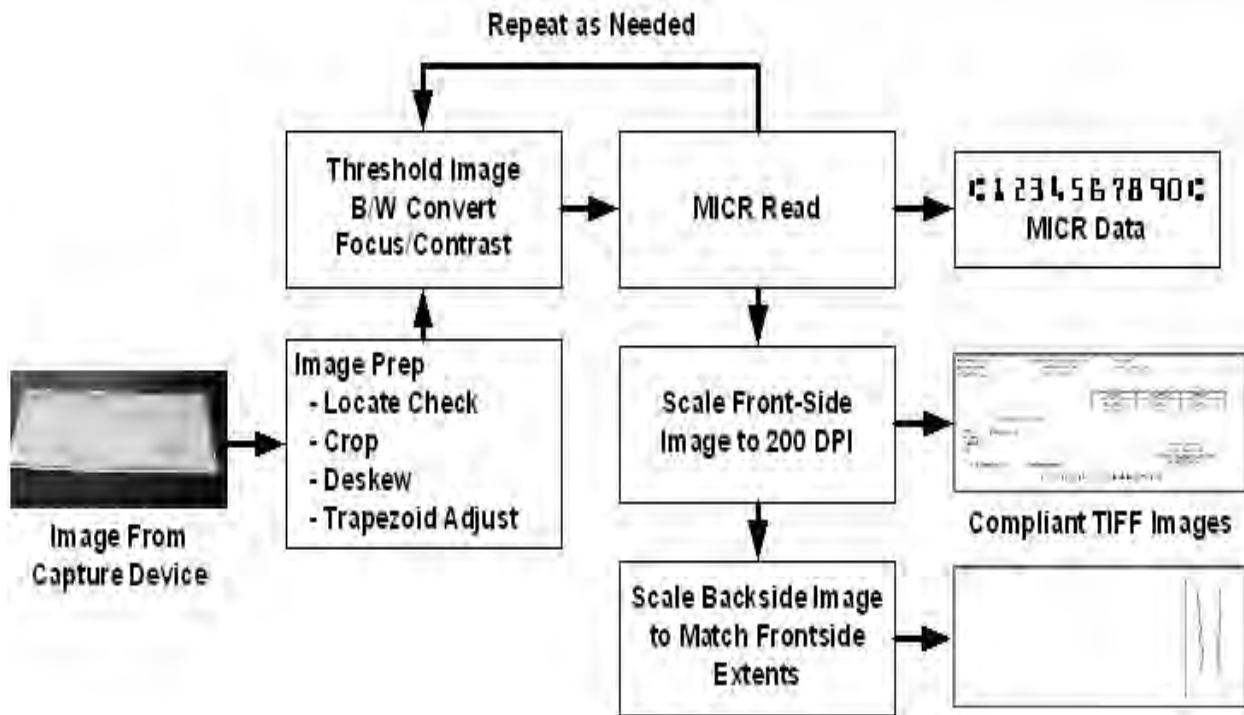 Repeat as Needed
Threshold Image
B/W Convert
Focus/Contrast
MICR Read
⑆1234567890⑆
MICR Data
Image Prep
- Locate Check
- Crop
- Deskew
- Trapezoid Adjust
Image From
Capture Device
Scale Front-Side
Image to 200 DPI
Compliant TIFF Images
Scale Backside Image
to Match Frontside
Extents